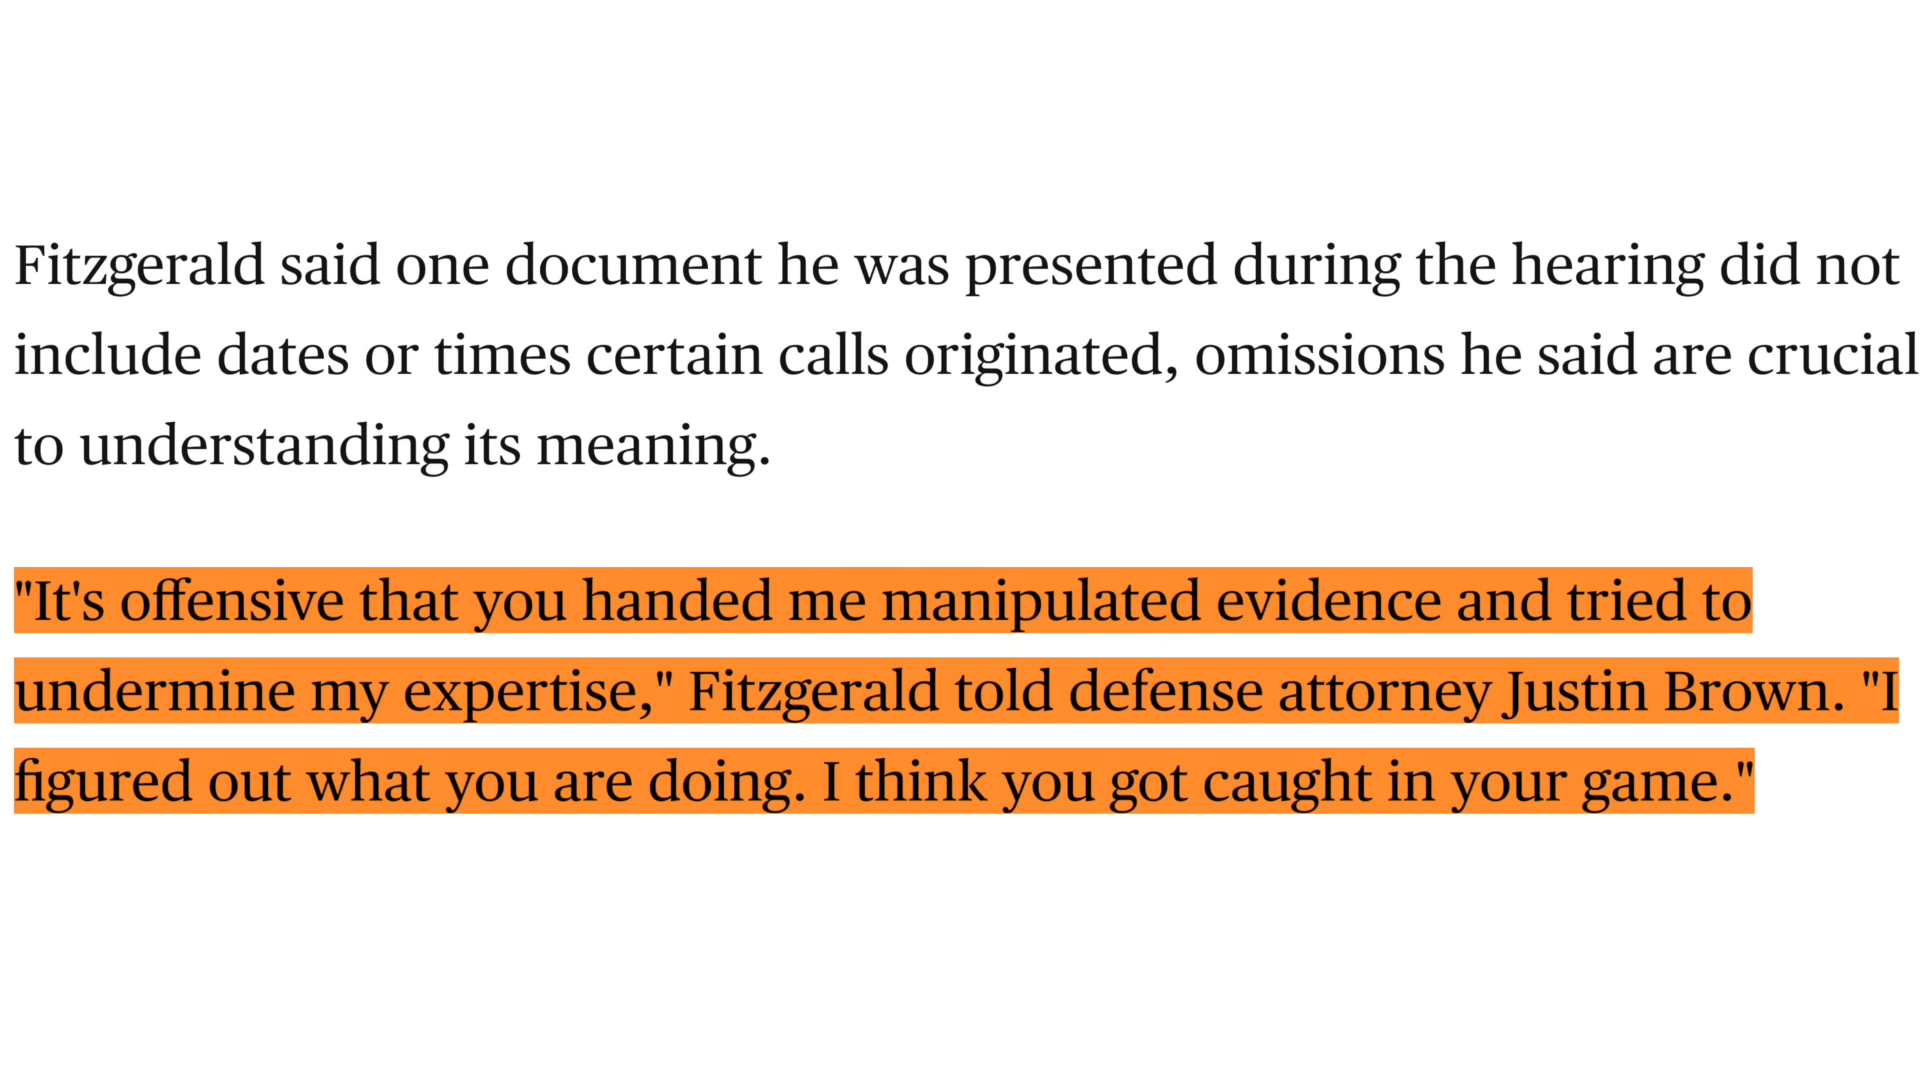 Fitzgerald said one document he was presented during the hearing did not
include dates or times certain calls originated, omissions he said are crucial
to understanding its meaning.
"It's offensive that you handed me manipulated evidence and tried to
undermine my expertise," Fitzgerald told defense attorney Justin Brown. "I
figured out what you are doing. I think you got caught in your game."